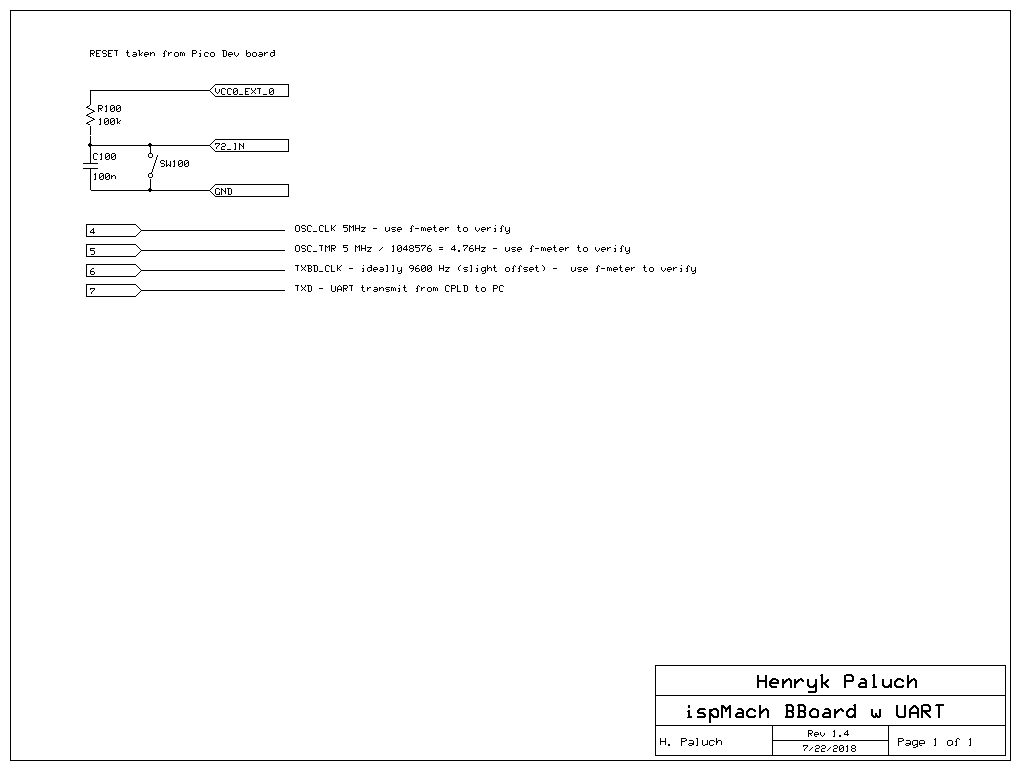 RESET taken from Pico Dev board
VCCO_EXT_0
R100
100k
72_IN
C100
SW100
100n
GND
4 OSC_CLK 5MHz - use f-meter to verify
5 OSC_TMR 5 MHz / 1048576 = 4.76Hz - use f-meter to verify
6 TXBD_CLK - ideally 9600 Hz (slight offset) - use f-meter to verify
7 TXD - UART transmit from CPLD to PC
Henryk Paluch
ispMach BBoard w UART
H. Paluch
Rev 1.4
7/22/2018
Page 1 of 1